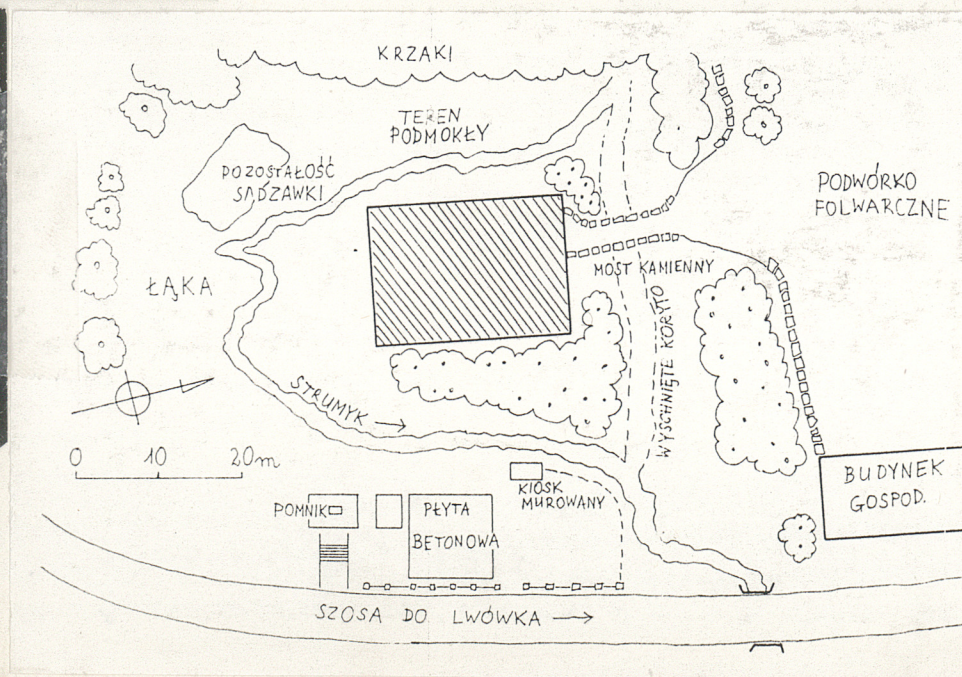 KRZAKI
TEREN
PODMOKŁY
POZOSTAŁOŚĆ
SADZAWKI
PODWÓRKO
FOLWARCZNE
ŁĄKA
MOST KAMIENNY
WYSCHNIĘTE KORYTO
STRUMYK
0 10 20m
KIOSK
MUROWANY
BUDYNEK
GOSPOD.
POMNIK
PŁYTA
BETONOWA
SZOSA DO LWÓWKA